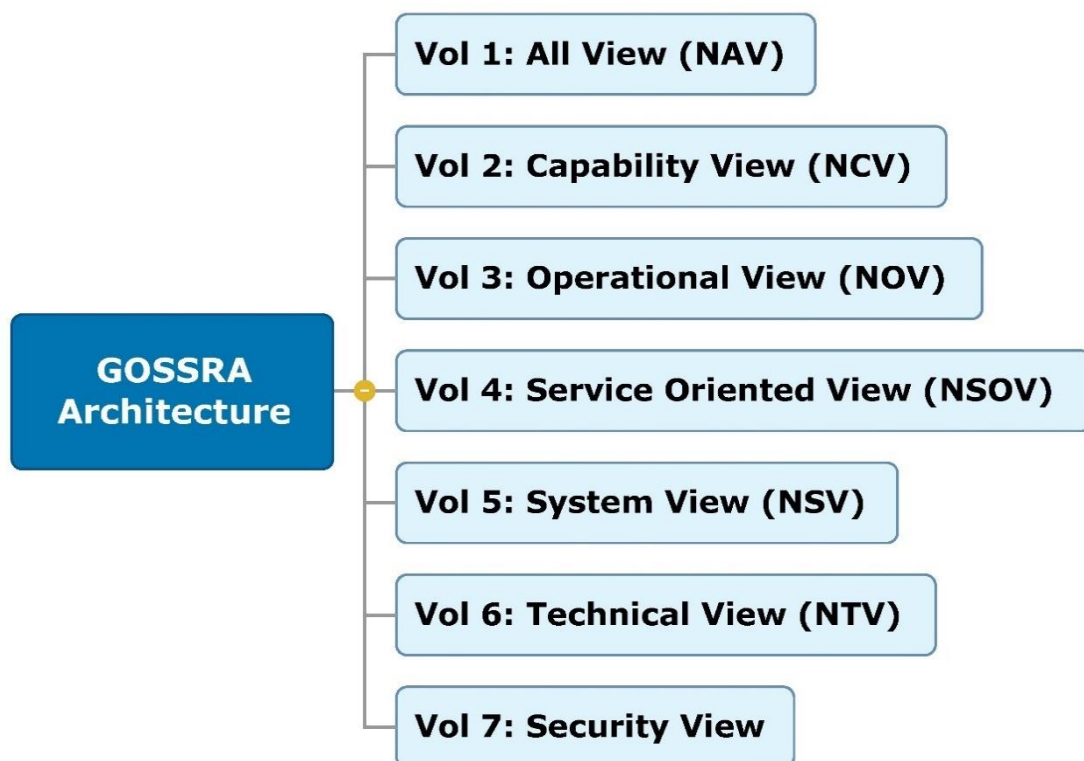 GOSSRA
Architecture
Vol 1: All View (NAV)
Vol 2: Capability View (NCV)
Vol 3: Operational View (NOV)
Vol 4: Service Oriented View (NSOV)
Vol 5: System View (NSV)
Vol 6: Technical View (NTV)
Vol 7: Security View